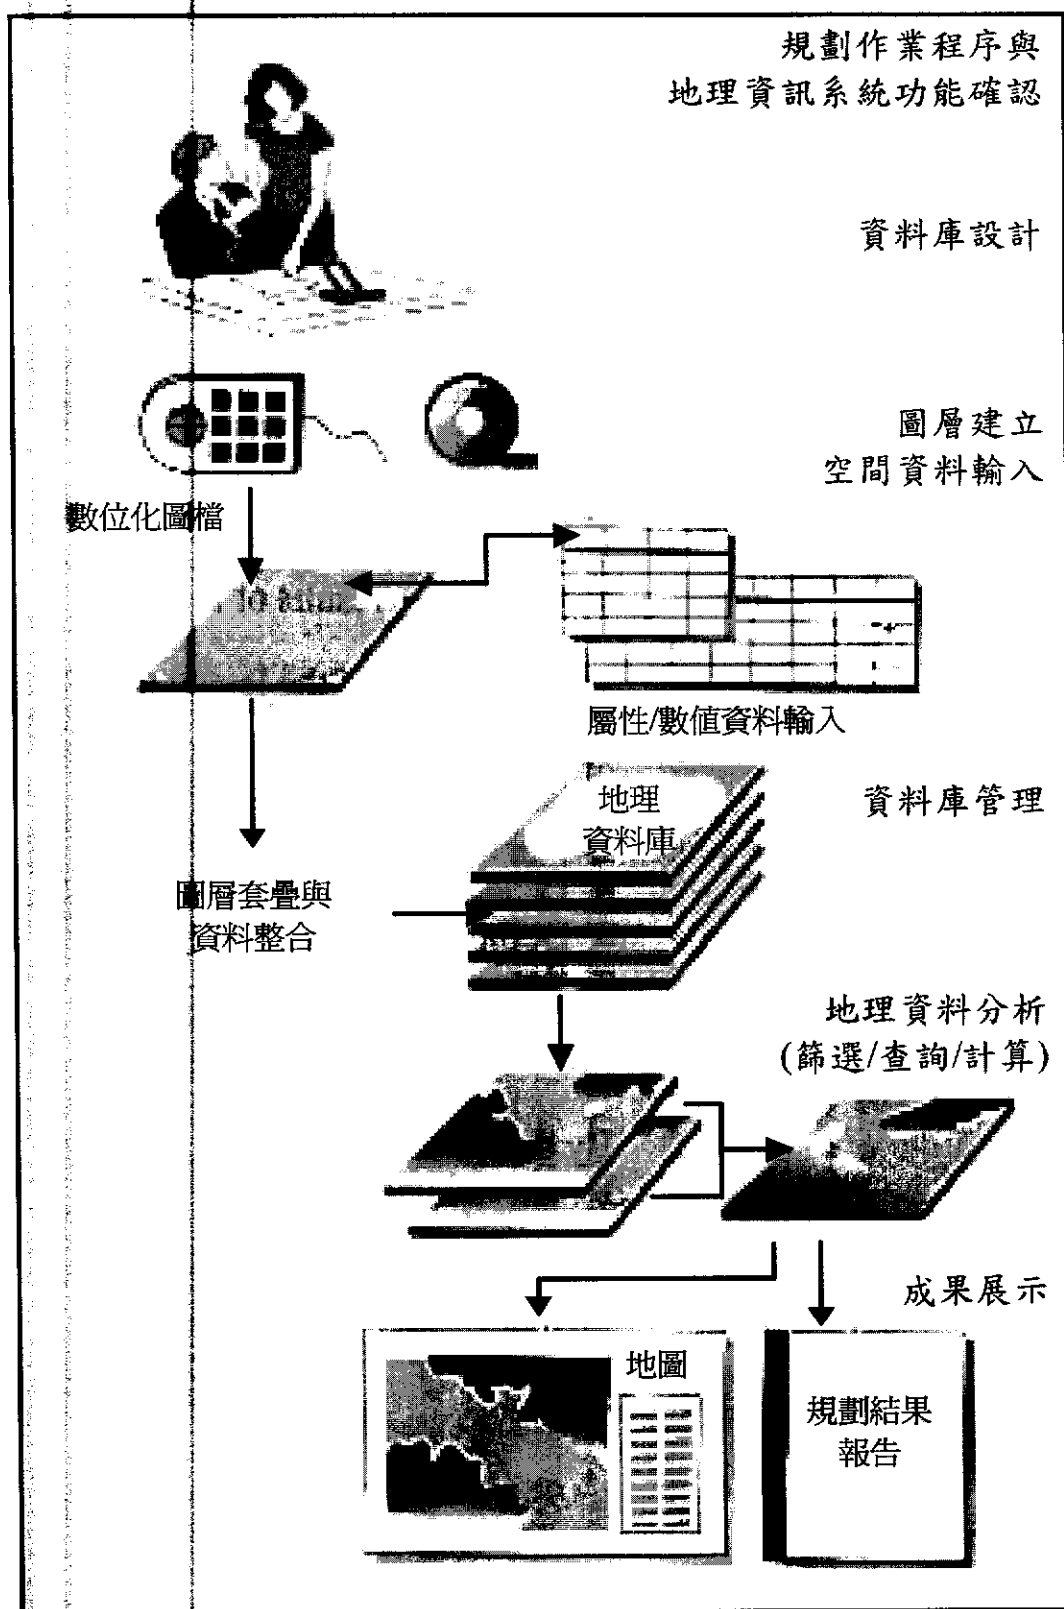 規劃作業程序與
地理資訊系統功能確認
資料庫設計
圖層建立
空間資料輸入
數位化圖檔
屬性/數值資料輸入
地理
資料庫
資料庫管理
圖層套疊與
資料整合
地理資料分析
(篩選/查詢/計算)
成果展示
地圖
規劃結果
報告